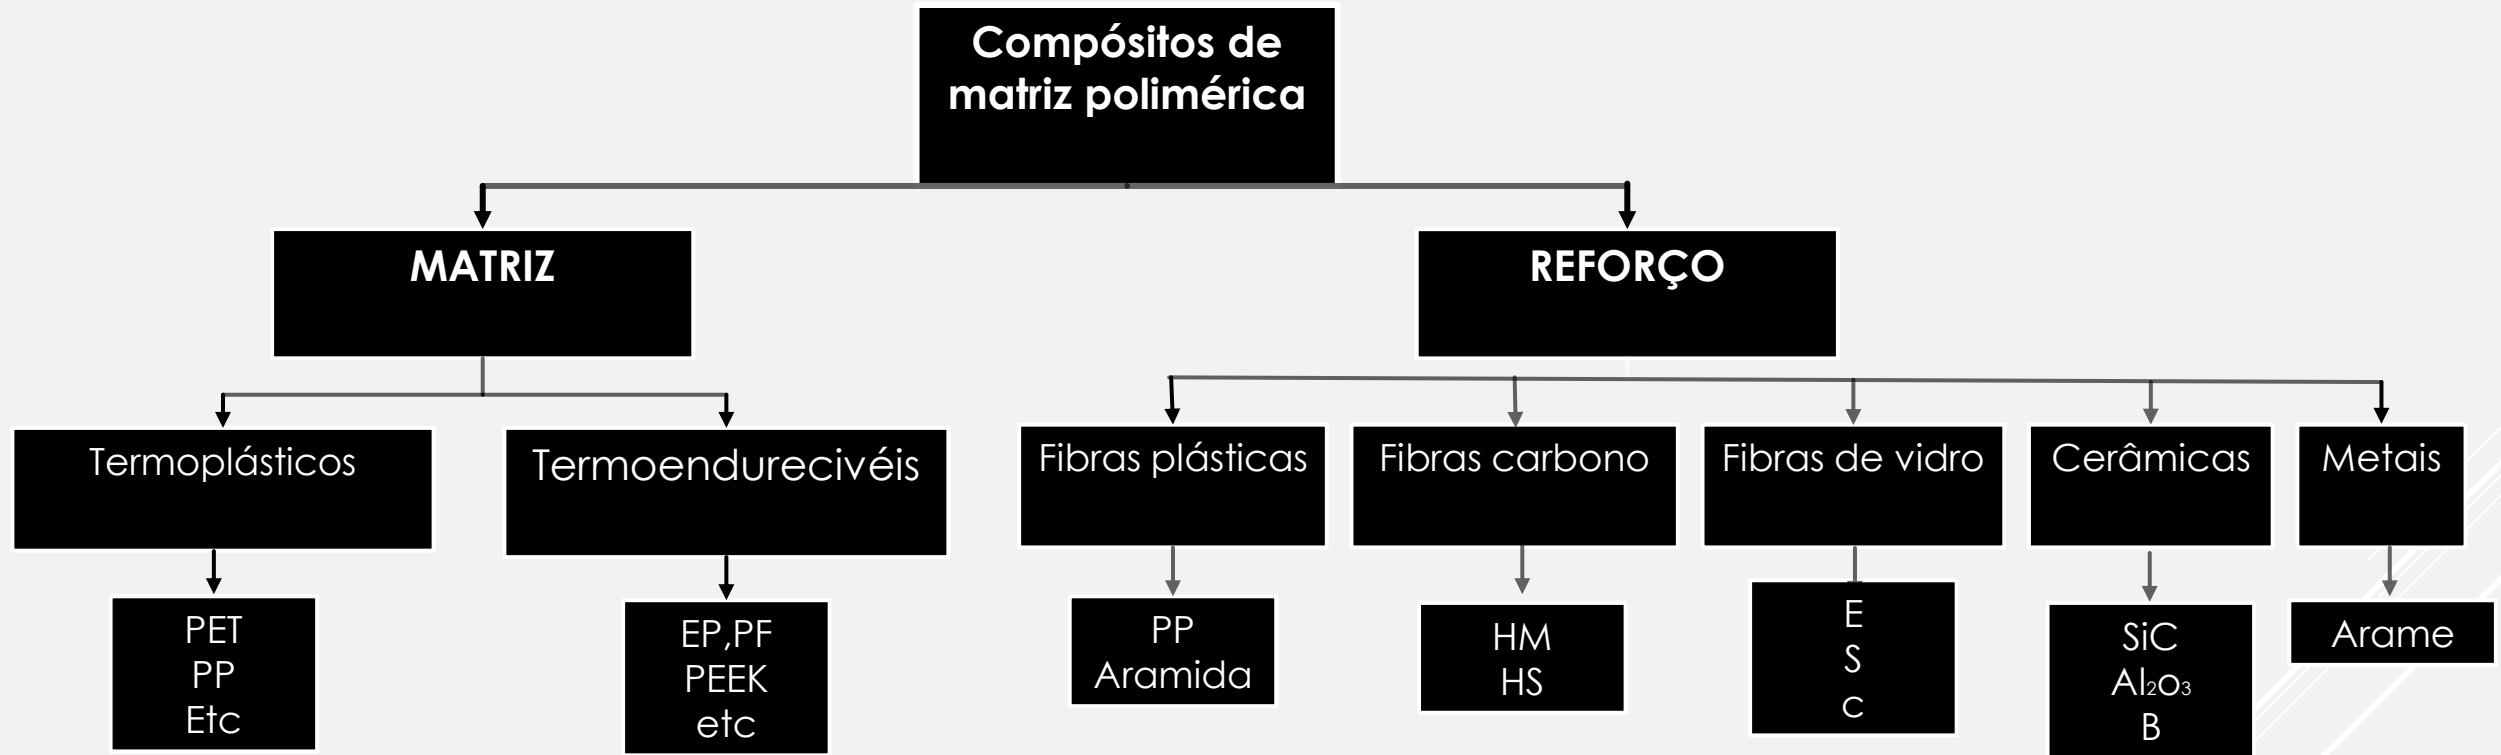 Compósitos de
matriz polimérica
MATRIZ
REFORÇO
Termoplásticos
Termoendurecivéis
Fibras plásticas
Fibras carbono
Fibras de vidro
Cerâmicas
Metais
PET
PP
Etc
EP,PF
PEEK
etc
PP
Aramida
HM
HS
E
S
c
SiC
Al₂o₃
B
Arame